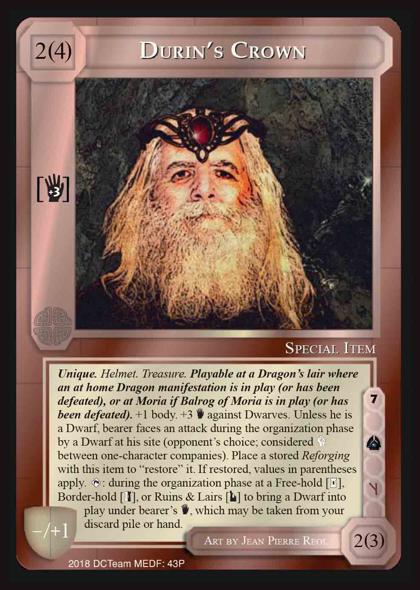 2(4)
DURIN'S CROWN
[+3]
SPECIAL ITEM
Unique. Helmet. Treasure. Playable at a Dragon's lair where
an at home Dragon manifestation is in play (or has been
defeated), or at Moria if Balrog of Moria is in play (or has
been defeated). +1 body. +3 against Dwarves. Unless he is
a Dwarf, bearer faces an attack during the organization phase
by a Dwarf at his site (opponent's choice; considered
between one-character companies). Place a stored Reforging
with this item to "restore" it. If restored, values in parentheses
apply. : during the organization phase at a Free-hold [ ],
Border-hold [ ], or Ruins & Lairs [ ] to bring a Dwarf into
play under bearer's , which may be taken from your
discard pile or hand.
7
–/+1
ART BY JEAN PIERRE REOL
2(3)
2018 DCTeam MEDF: 43P